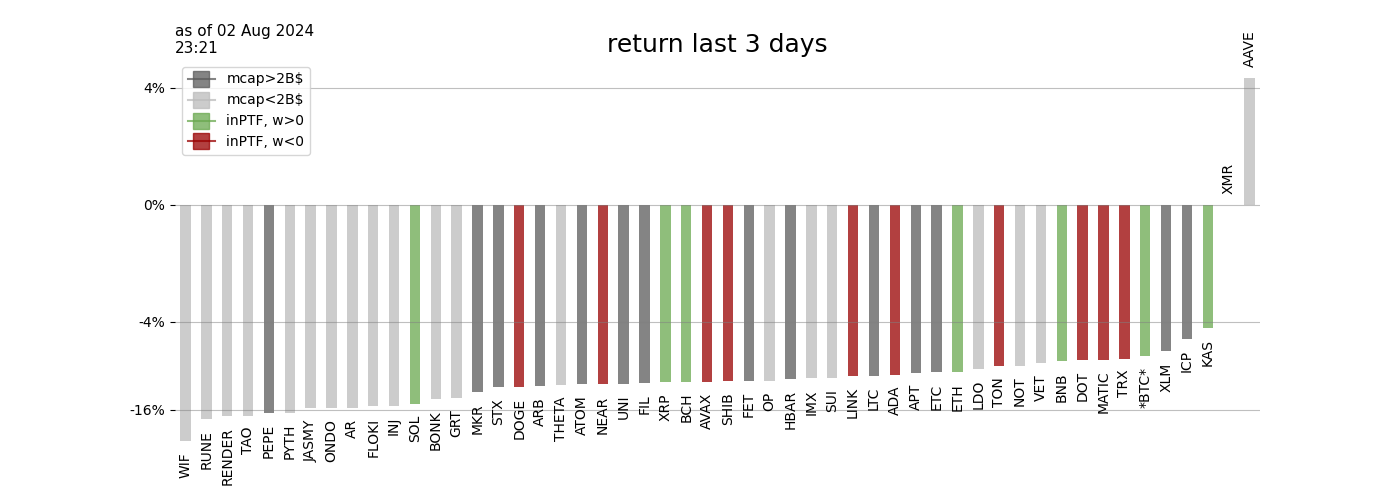 as of 02 Aug 2024
23:21
return last 3 days
mcap>2B$
mcap<2B$
inPTF, w>0
inPTF, w<0
4%
0%
-4%
-16%
WIF
RUNE
RENDER
TAO
PEPE
PYTH
JASMY
ONDO
AR
FLOKI
INJ
SOL
BONK
GRT
MKR
STX
DOGE
ARB
THETA
ATOM
NEAR
UNI
FIL
XRP
BCH
AVAX
SHIB
FET
OP
HBAR
IMX
SUI
LINK
LTC
ADA
APT
ETC
ETH
LDO
TON
NOT
VET
BNB
DOT
MATIC
TRX
*BTC*
XLM
ICP
KAS
XMR
AAVE